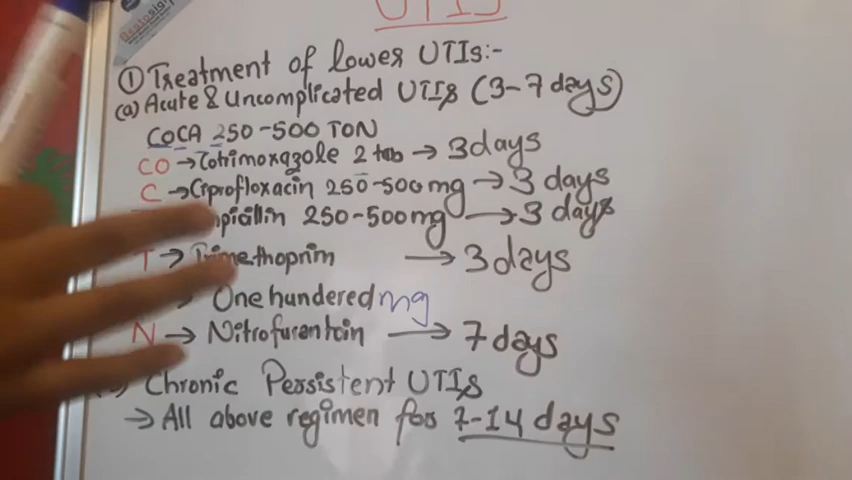 UTIS
① Treatment of lower UTIs:-
(a) Acute & Uncomplicated UTIs (3-7 days)
COCA 250-500 TON
CO → Cotrimoxazole 2 tab → 3 days
C → Ciprofloxacin 250-500 mg → 3 days
250-500 mg → 3 days
T → Trimethoprim → 3 days
One hundered mg
N → Nitrofurantoin → 7 days
Chronic Persistent UTIs
→ All above regimen for 7-14 days